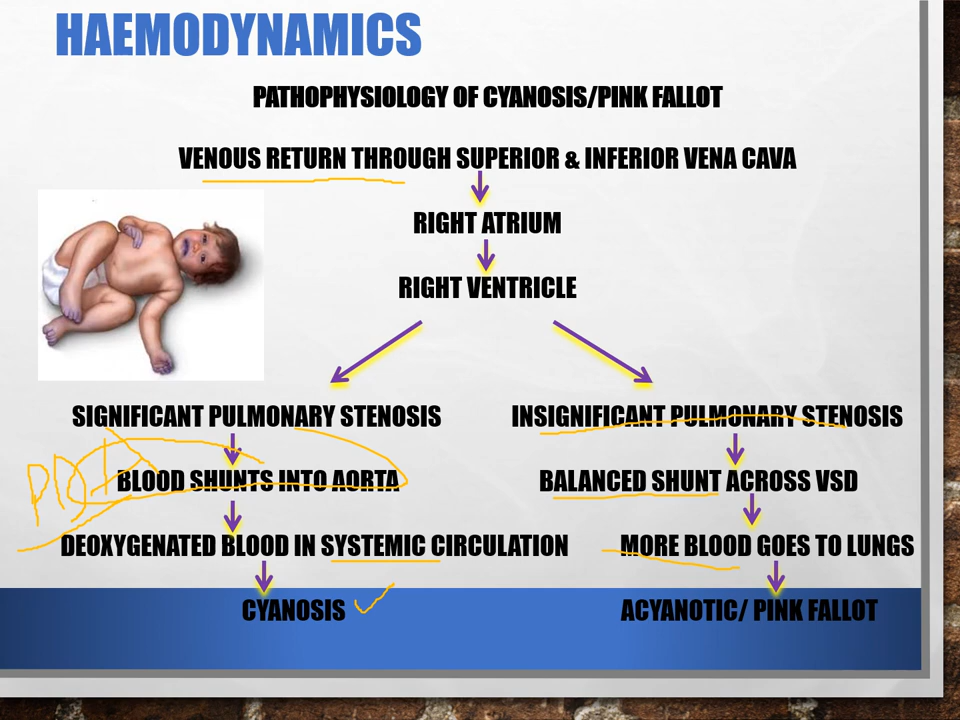 HAEMODYNAMICS
PATHOPHYSIOLOGY OF CYANOSIS/PINK FALLOT
VENOUS RETURN THROUGH SUPERIOR & INFERIOR VENA CAVA
RIGHT ATRIUM
RIGHT VENTRICLE
SIGNIFICANT PULMONARY STENOSIS
INSIGNIFICANT PULMONARY STENOSIS
PDA
BLOOD SHUNTS INTO AORTA
BALANCED SHUNT ACROSS VSD
DEOXYGENATED BLOOD IN SYSTEMIC CIRCULATION
MORE BLOOD GOES TO LUNGS
CYANOSIS
ACYANOTIC/ PINK FALLOT